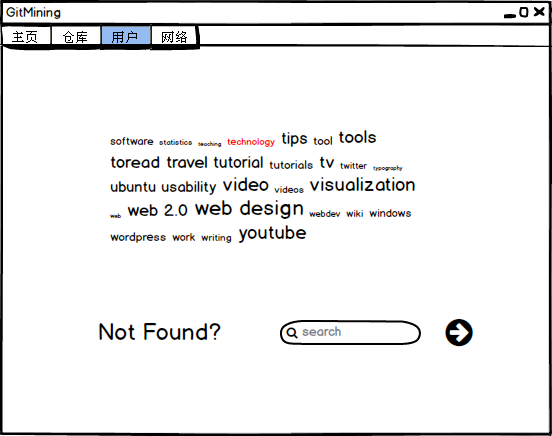 GitMining
主页 仓库 用户 网络
software statistics teaching technology tips tool tools
toread travel tutorial tutorials tv twitter typography
ubuntu usability video videos visualization
web web 2.0 web design webdev wiki windows
wordpress work writing youtube
Not Found? search